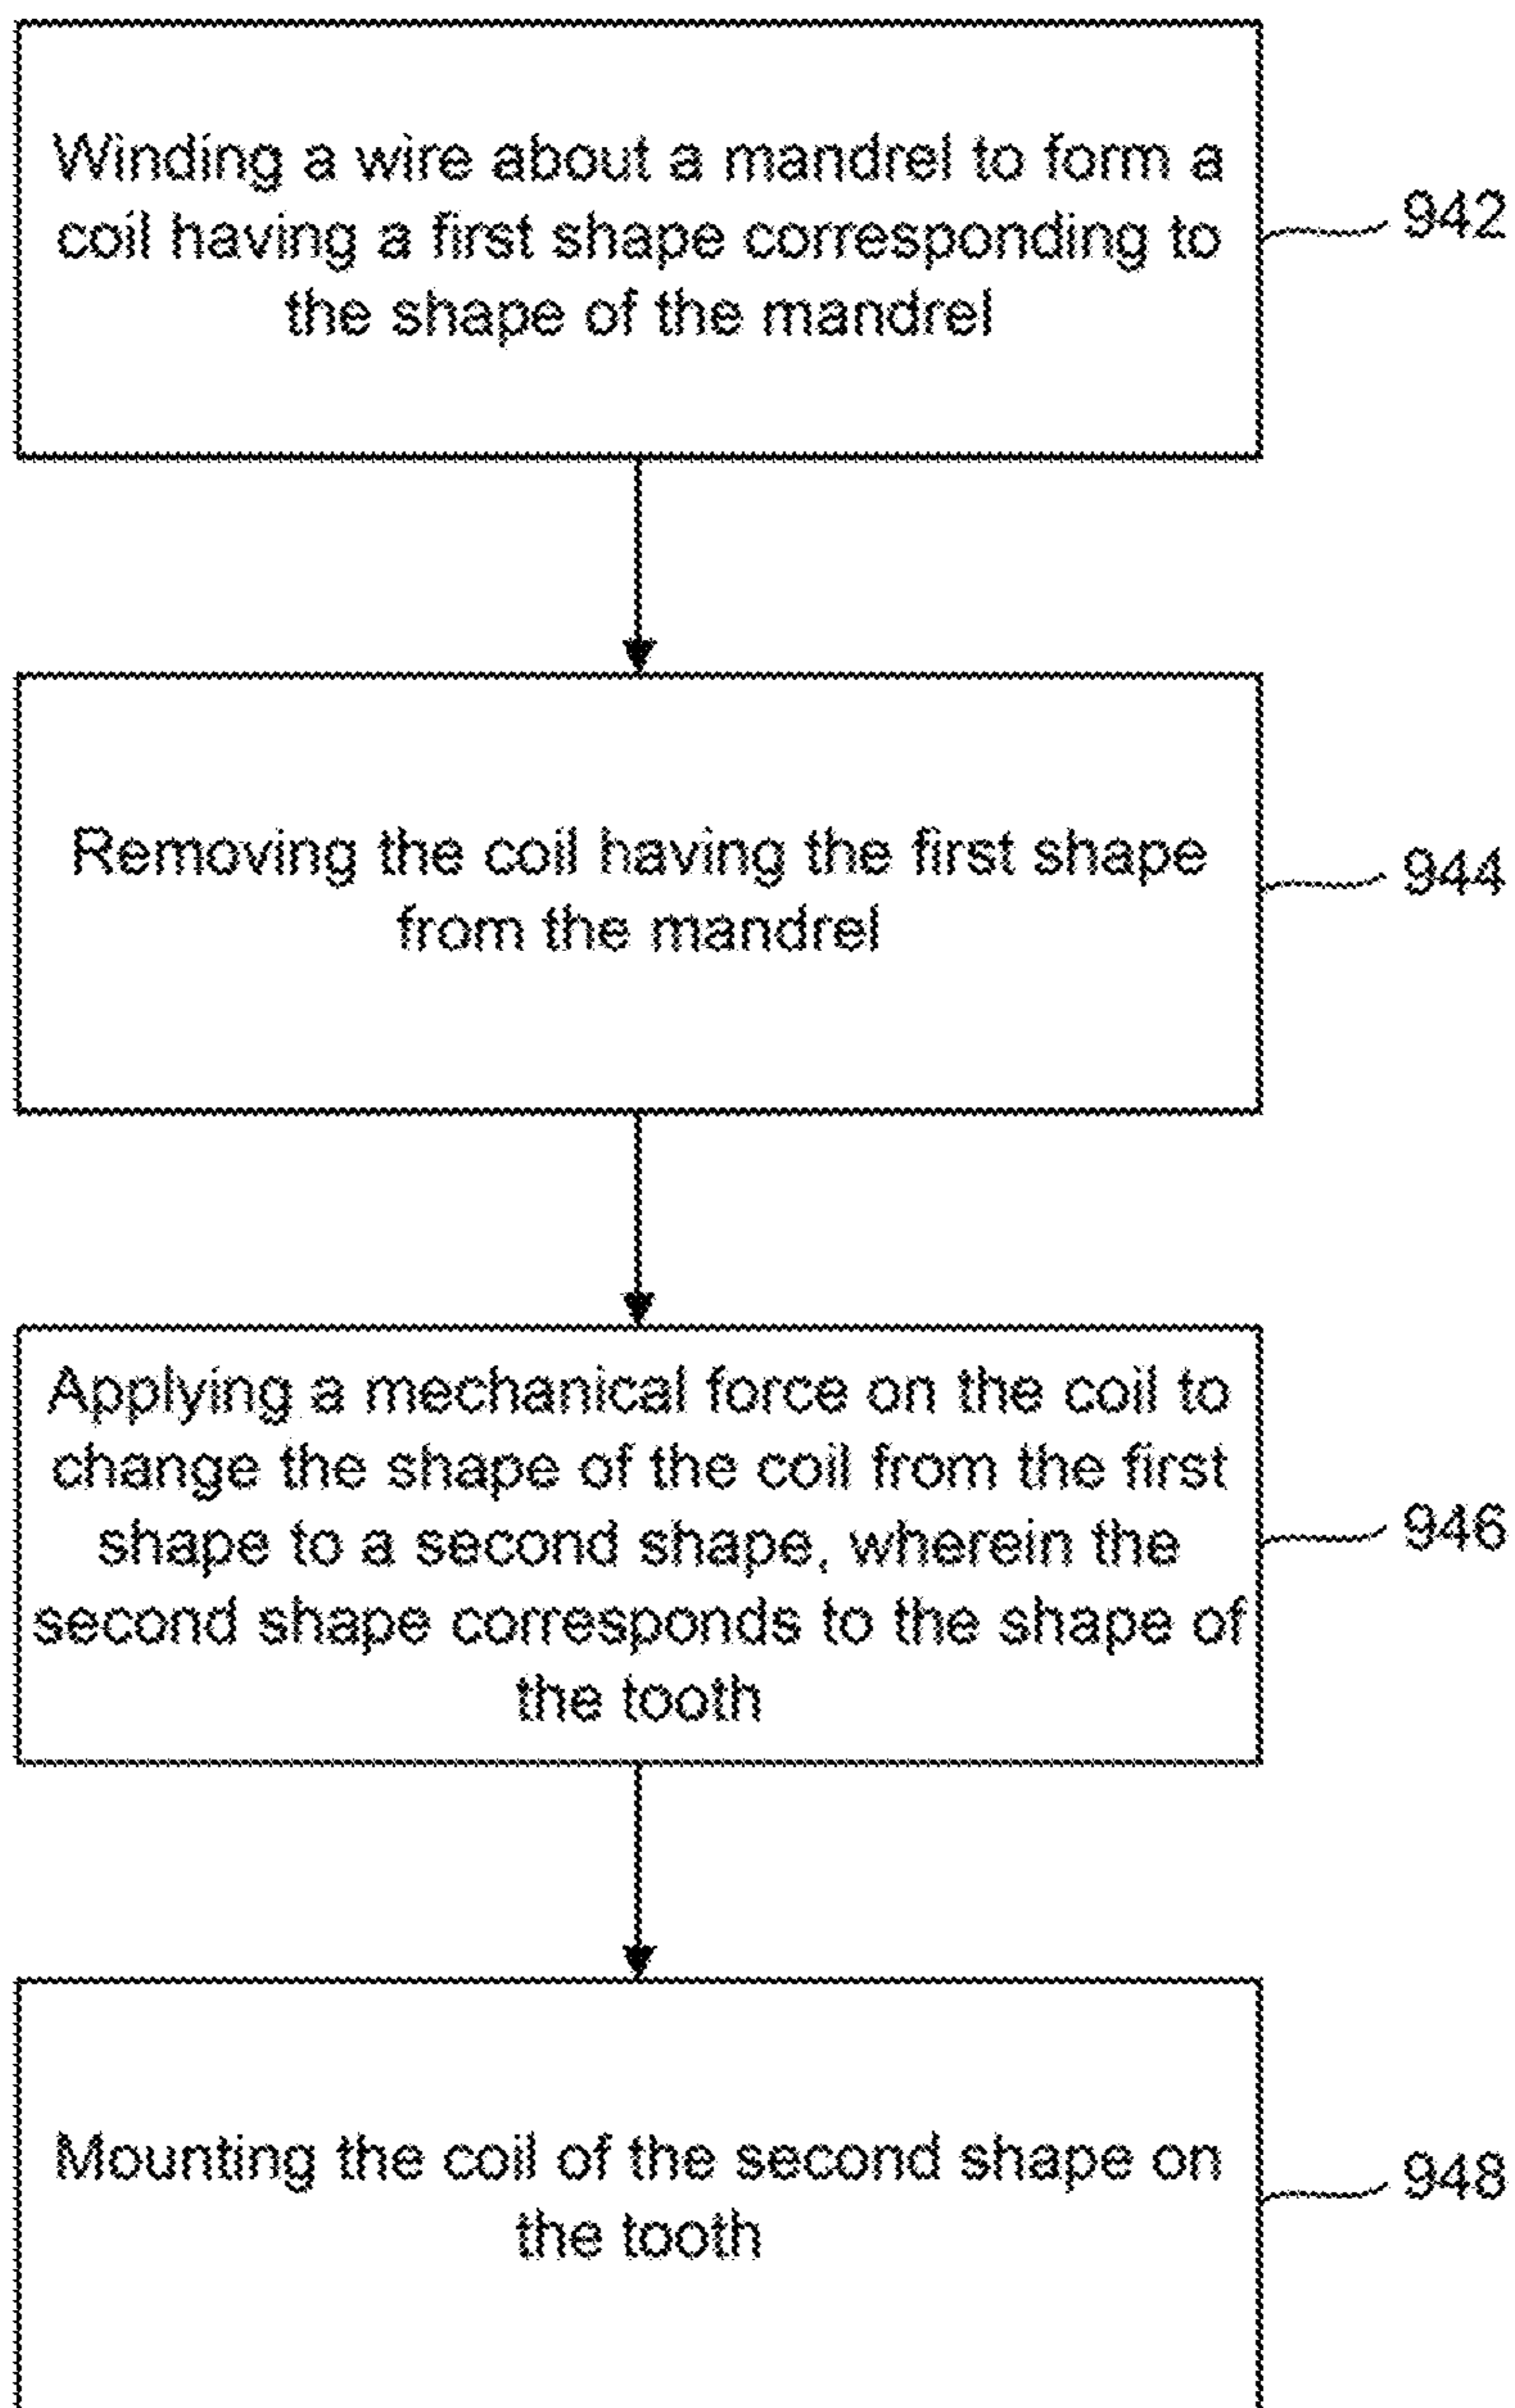 Winding a wire about a mandrel to form a
coil having a first shape corresponding to
the shape of the mandrel
942
Removing the coil having the first shape
from the mandrel
944
Applying a mechanical force on the coil to
change the shape of the coil from the first
shape to a second shape, wherein the
second shape corresponds to the shape of
the tooth
946
Mounting the coil of the second shape on
the tooth
948